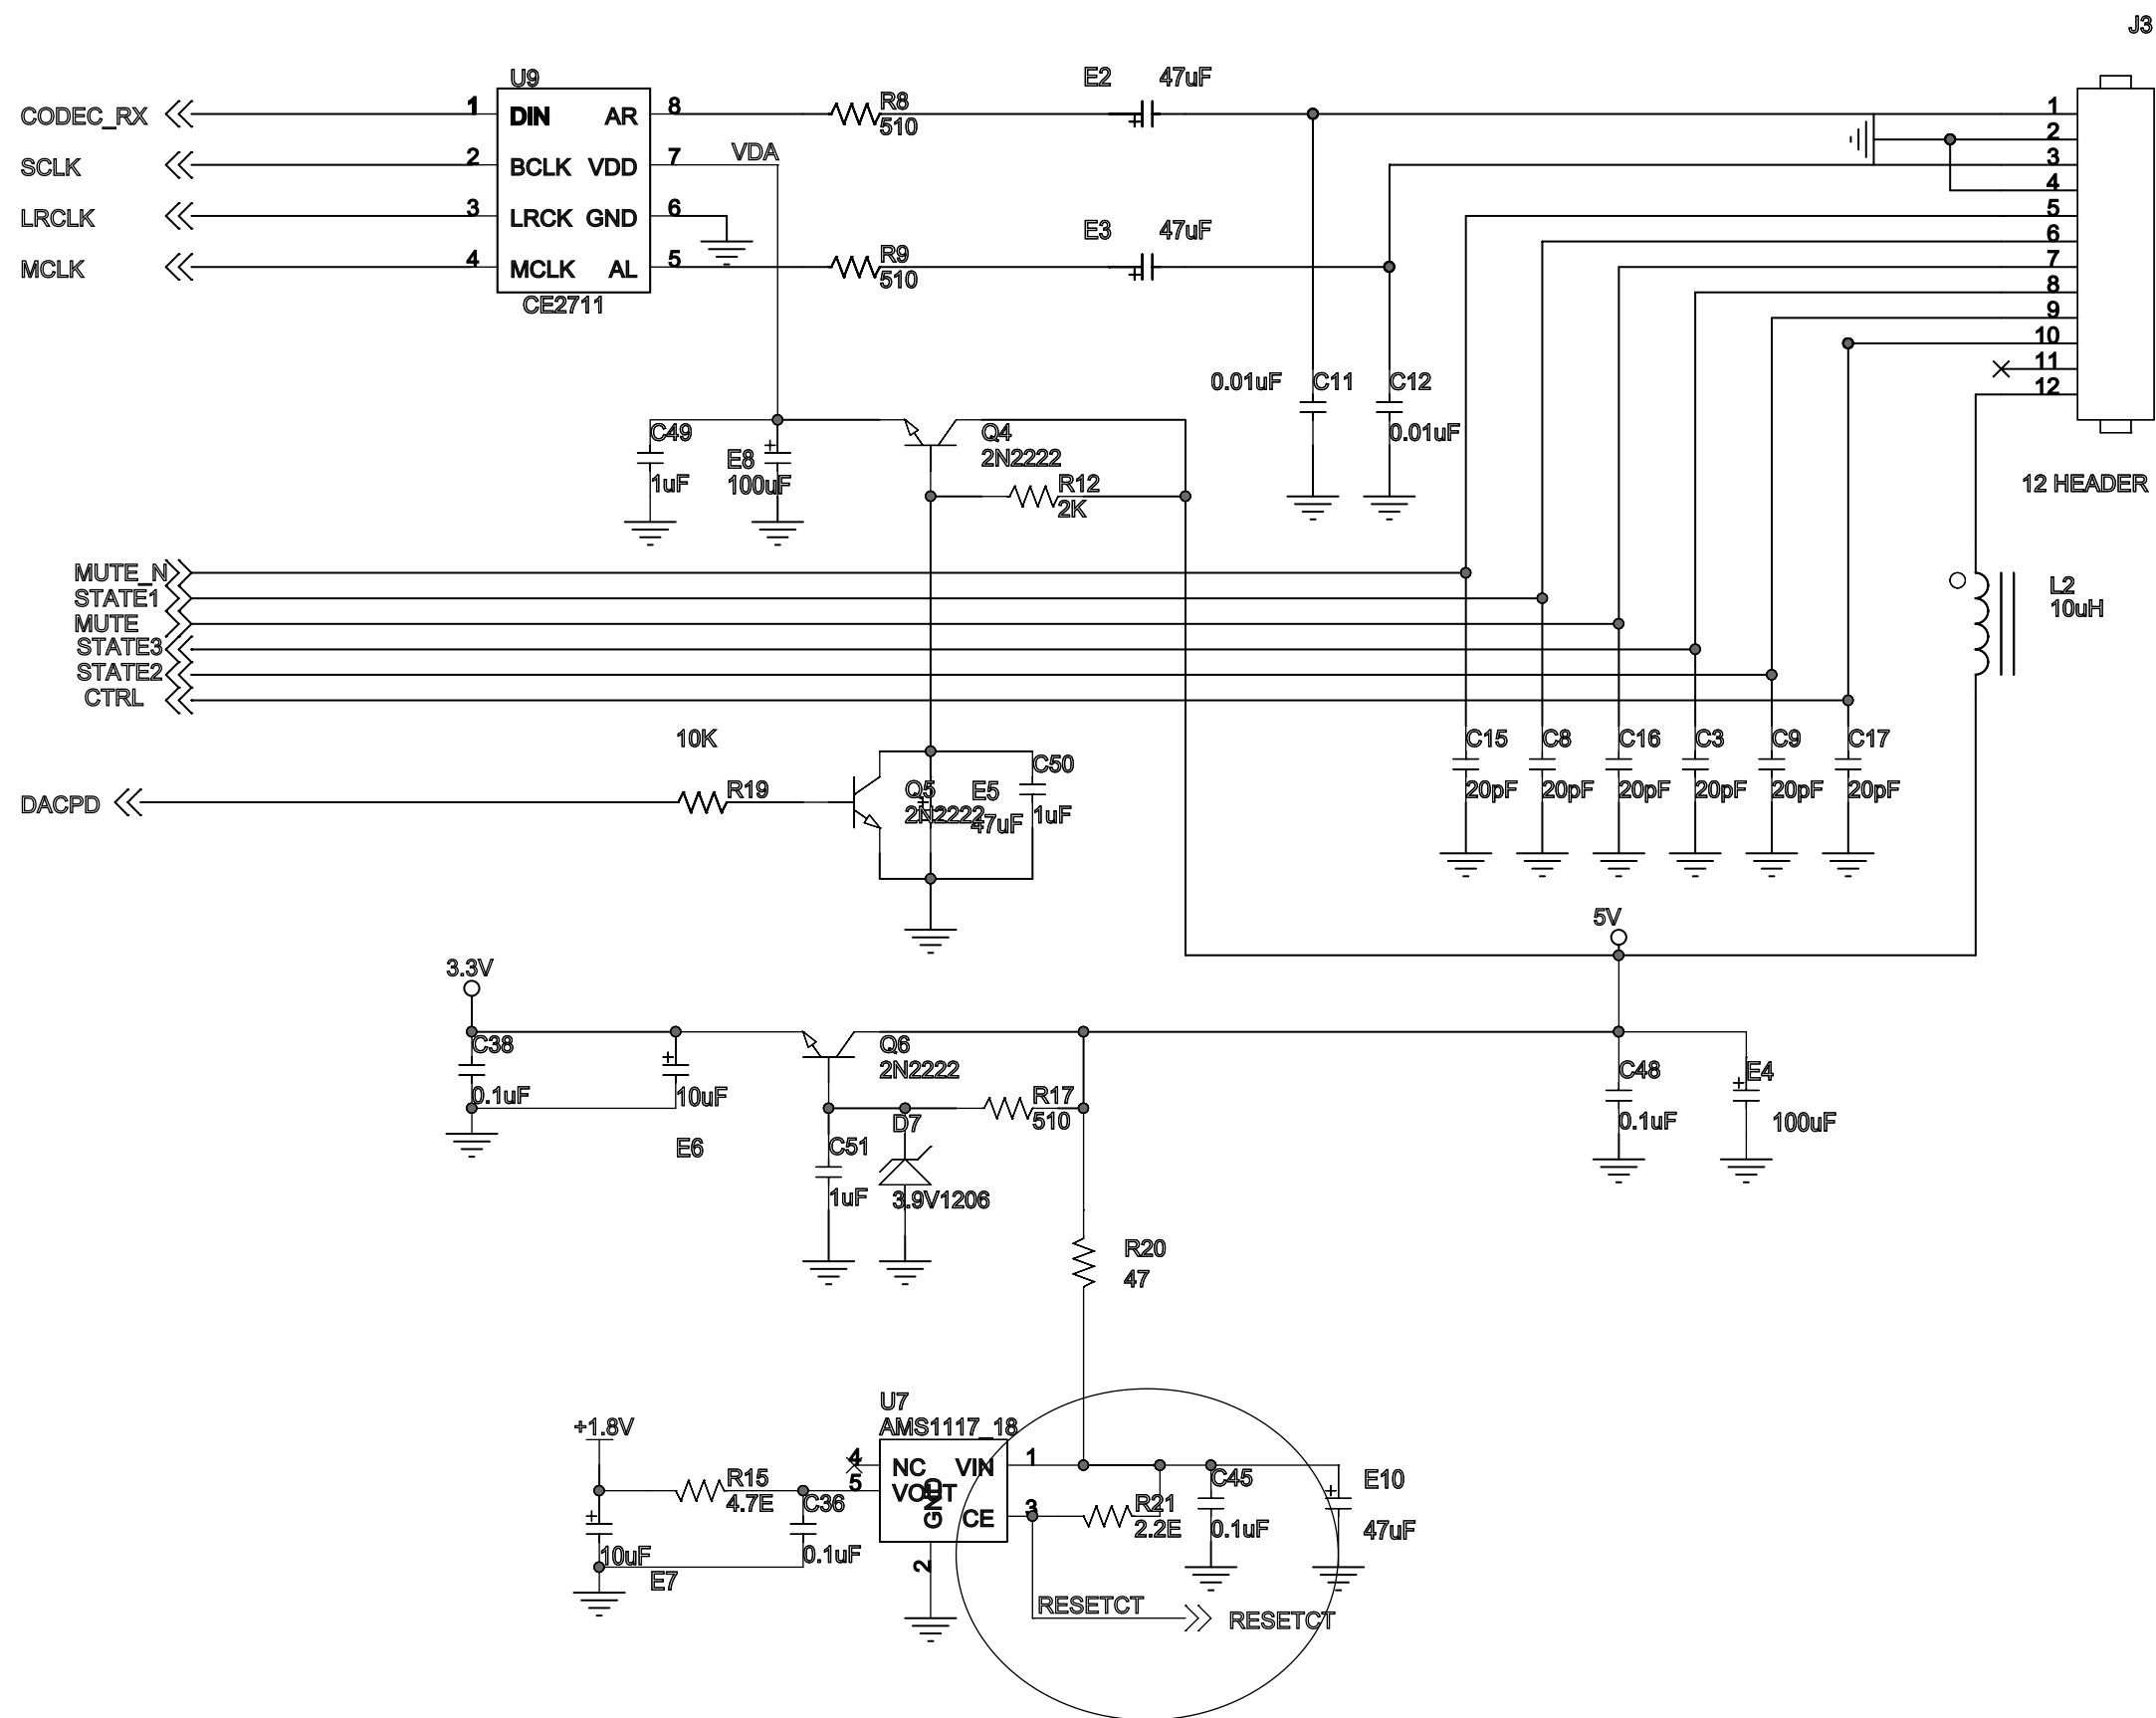 J3
U9
E2 47uF
CODEC_RX
1 DIN AR 8
R8
510
1
2
SCLK
2 BCLK VDD 7
VDA
3
4
LRCLK
3 LRCK GND 6
5
E3 47uF
6
MCLK
4 MCLK AL 5
R9
510
7
CE2711
8
9
10
11
12
0.01uF C11
C12
0.01uF
C49
1uF
E8
100uF
Q4
2N2222
R12
2K
12 HEADER
MUTE_N
STATE1
MUTE
STATE3
STATE2
CTRL
L2
10uH
10K
R19
DACPD
Q5
2N2222
E5
47uF
C50
1uF
C15
20pF
C8
20pF
C16
20pF
C3
20pF
C9
20pF
C17
20pF
5V
3.3V
C38
0.1uF
10uF
E6
Q6
2N2222
R17
510
D7
C51
1uF
3.9V1206
C48
0.1uF
E4
100uF
R20
47
U7
AMS1117_18
+1.8V
4 NC VIN 1
5 VOUT
GND
CE 3
2
R15
4.7E
C36
0.1uF
10uF
E7
R21
2.2E
C45
0.1uF
E10
47uF
RESETCT
RESETCT